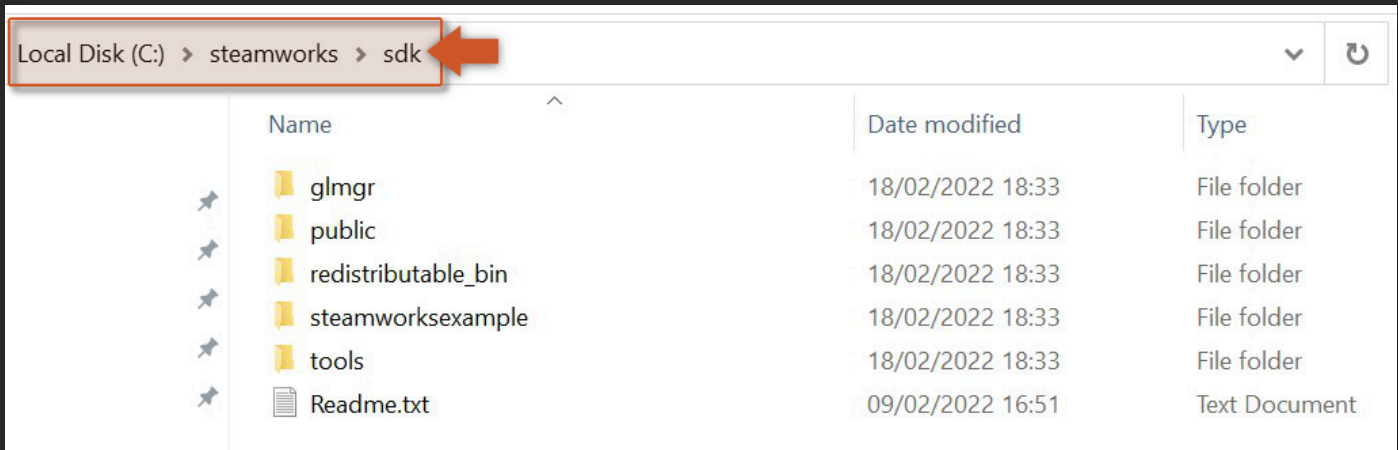 Local Disk (C:) > steamworks > sdk
Name Date modified Type
glmgr 18/02/2022 18:33 File folder
public 18/02/2022 18:33 File folder
redistributable_bin 18/02/2022 18:33 File folder
steamworksexample 18/02/2022 18:33 File folder
tools 18/02/2022 18:33 File folder
Readme.txt 09/02/2022 16:51 Text Document